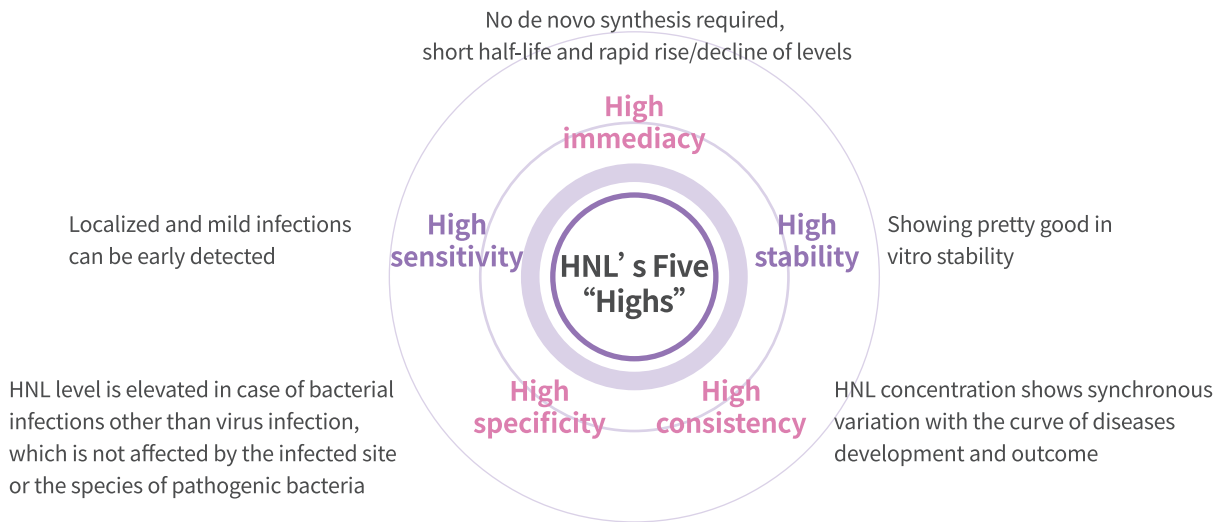 No de novo synthesis required,
short half-life and rapid rise/decline of levels
High
immediacy
Localized and mild infections
can be early detected
High
sensitivity
HNL’ s Five
“Highs”
High
stability
Showing pretty good in
vitro stability
HNL level is elevated in case of bacterial
infections other than virus infection,
which is not affected by the infected site
or the species of pathogenic bacteria
High
specificity
High
consistency
HNL concentration shows synchronous
variation with the curve of diseases
development and outcome